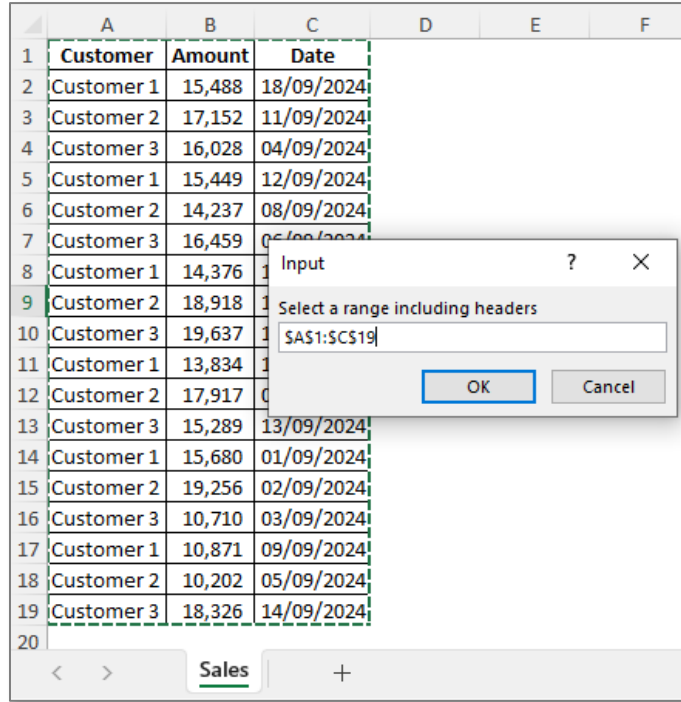 A B C D E F
1 Customer Amount Date
2 Customer 1 15,488 18/09/2024
3 Customer 2 17,152 11/09/2024
4 Customer 3 16,028 04/09/2024
5 Customer 1 15,449 12/09/2024
6 Customer 2 14,237 08/09/2024
7 Customer 3 16,459
8 Customer 1 14,376 1
9 Customer 2 18,918 1
10 Customer 3 19,637 1
11 Customer 1 13,834 1
12 Customer 2 17,917 0
13 Customer 3 15,289 13/09/2024
14 Customer 1 15,680 01/09/2024
15 Customer 2 19,256 02/09/2024
16 Customer 3 10,710 03/09/2024
17 Customer 1 10,871 09/09/2024
18 Customer 2 10,202 05/09/2024
19 Customer 3 18,326 14/09/2024
20
Input ?
Select a range including headers
$A$1:$C$19
OK Cancel
Sales